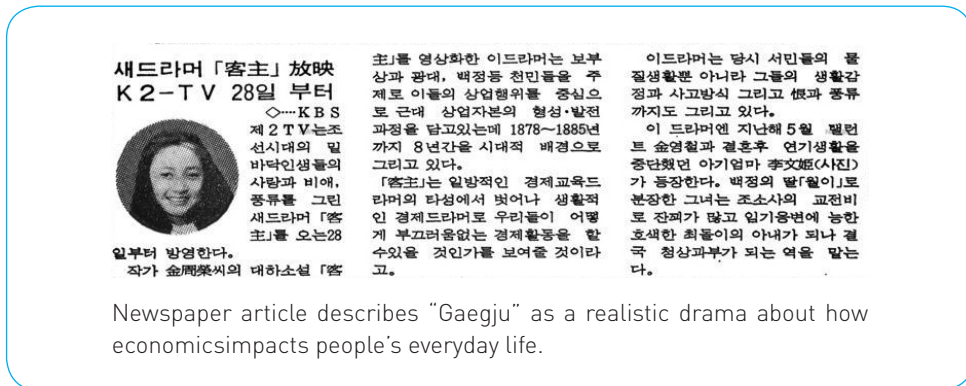 새드라머「客主」放映
K2-TV 28일 부터
◇…KBS
제2TV는조
선시대의 밑
바닥인생들의
사랑과 비애,
풍류를 그린
새드라머「客
主」를 오는28
일부터 방영한다.
작가 金周榮씨의 대하소설「客
主」를 영상화한 이드라머는 보부
상과 광대, 백정등 천민들을 주
제로 이들의 상업행위를 중심으
로 근대 상업자본의 형성·발전
과정을 담고있는데 1878~1885년
까지 8년간을 시대적 배경으로
그리고 있다.
「客主」는 일방적인 경제교육드
라머의 타성에서 벗어나 생활적
인 경제드라머로 우리들이 어떻
게 부끄러움없는 경제활동을 할
수있을 것인가를 보여줄 것이라
고.
이드라머는 당시 서민들의 물
질생활뿐 아니라 그들의 생활감
정과 사고방식 그리고 恨과 풍류
까지도 그리고 있다.
이 드라머엔 지난해 5월 탤런
트 金영철과 결혼후 연기생활을
중단했던 아기엄마 李文姬(사진)
가 등장한다. 백정의 딸「월이」로
분장한 그녀는 조소사의 교전비
로 잔꾀가 많고 임기응변에 능한
호색한 최돌이의 아내가 되나 결
국 청상과부가 되는 역을 맡는
다.
Newspaper article describes “Gaegju” as a realistic drama about how
economicsimpacts people’s everyday life.